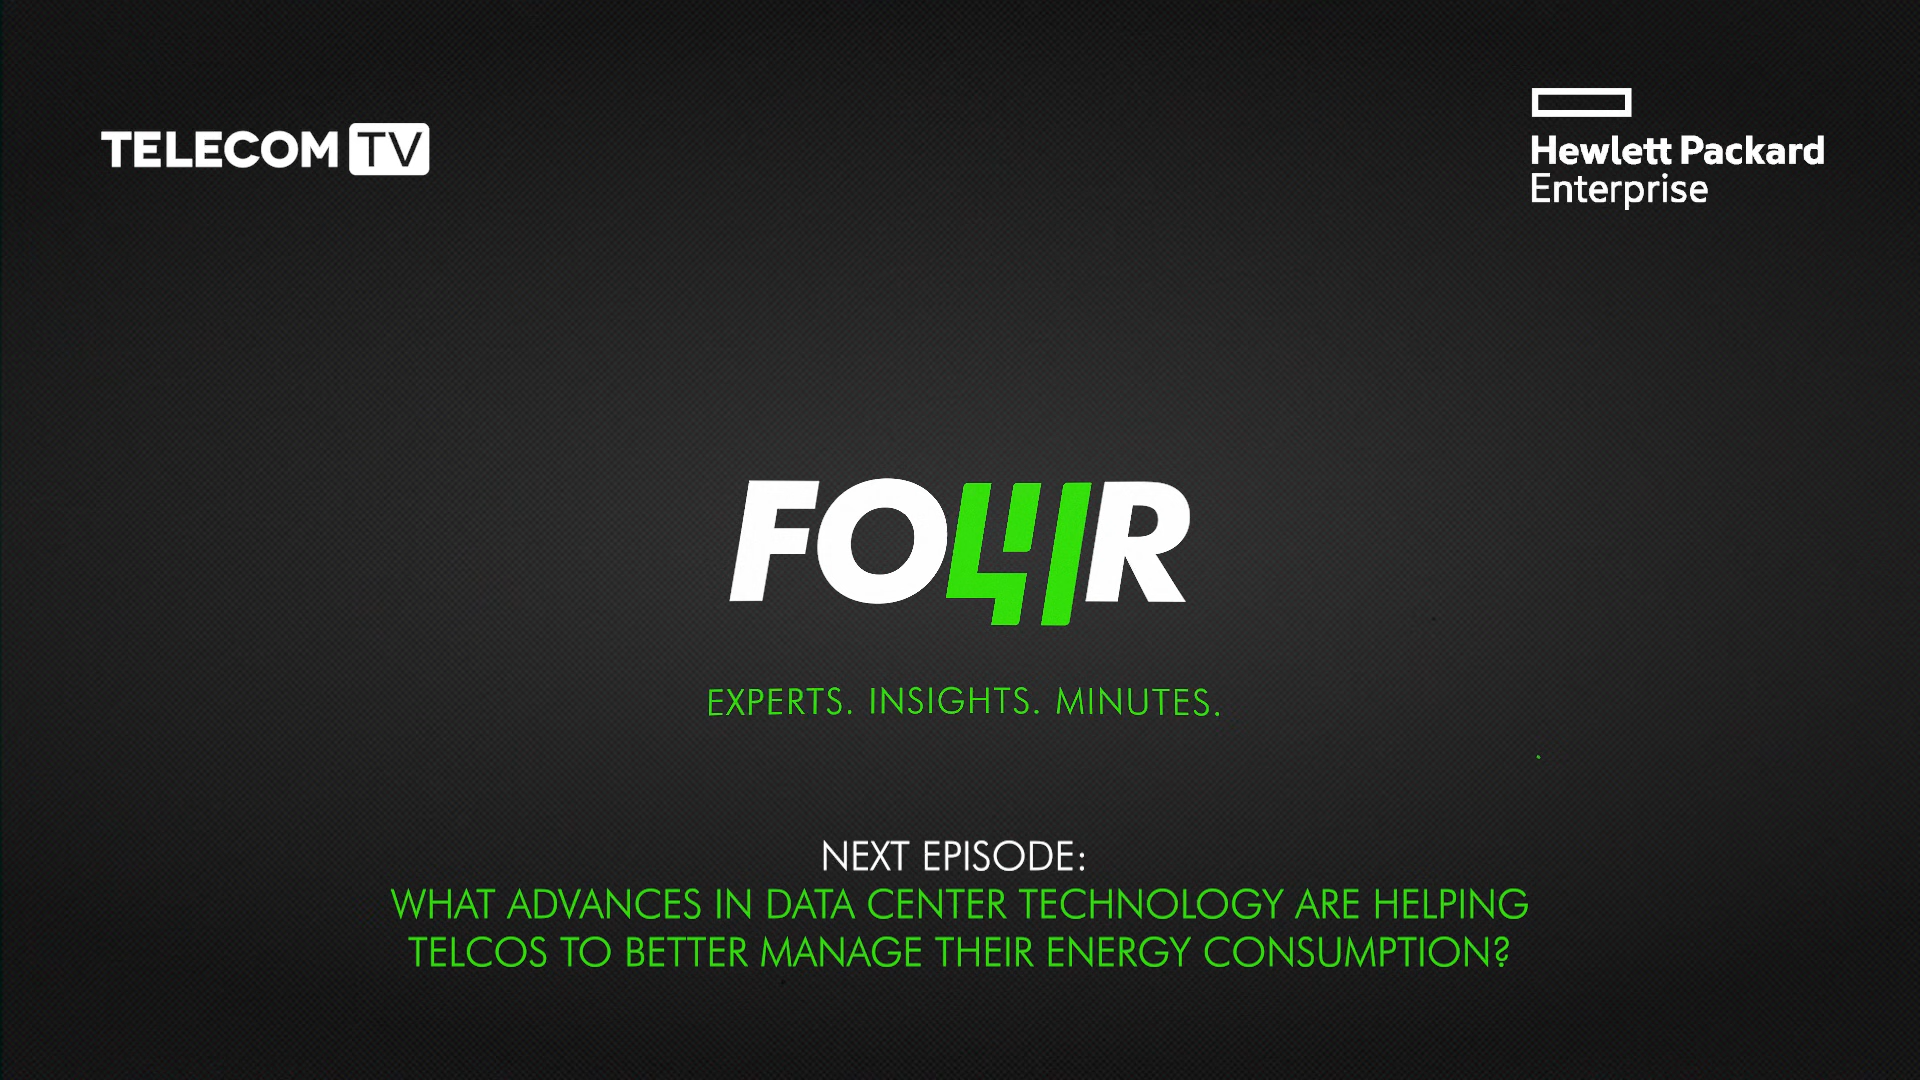 TELECOM TV
Hewlett Packard
Enterprise
FO4R
EXPERTS. INSIGHTS. MINUTES.
NEXT EPISODE:
WHAT ADVANCES IN DATA CENTER TECHNOLOGY ARE HELPING
TELCOS TO BETTER MANAGE THEIR ENERGY CONSUMPTION?